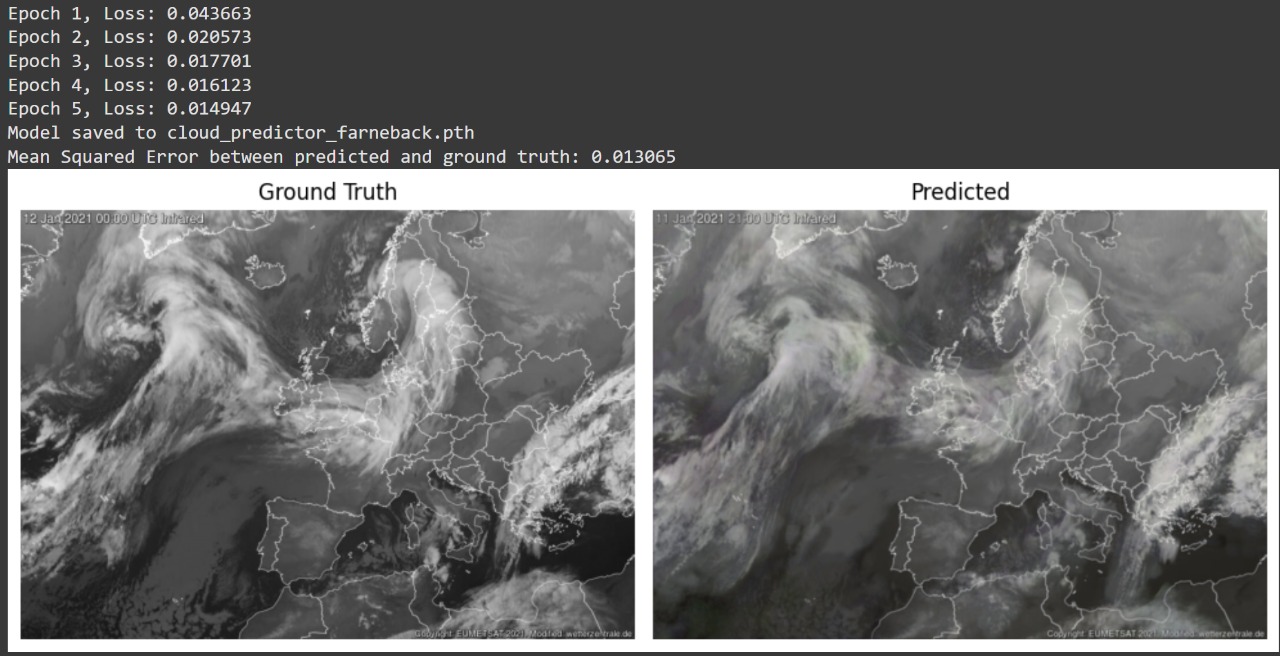 Epoch 1, Loss: 0.043663
Epoch 2, Loss: 0.020573
Epoch 3, Loss: 0.017701
Epoch 4, Loss: 0.016123
Epoch 5, Loss: 0.014947
Model saved to cloud_predictor_farneback.pth
Mean Squared Error between predicted and ground truth: 0.013065
Ground Truth
Predicted
12 Jan 2021 00:00 UTC Infrared
11 Jan 2021 21:00 UTC Infrared
Copyright: EUMETSAT 2021, Modified: wetterzentrale.de
Copyright: EUMETSAT 2021, Modified: wetterzentrale.de